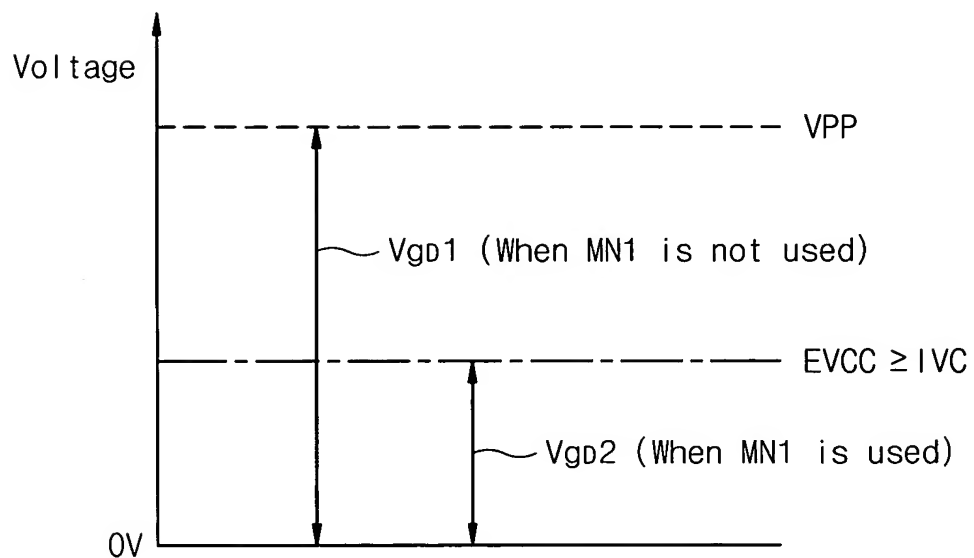 Voltage
VPP
VgD1 (When MN1 is not used)
EVCC ≥ IVC
VgD2 (When MN1 is used)
0V